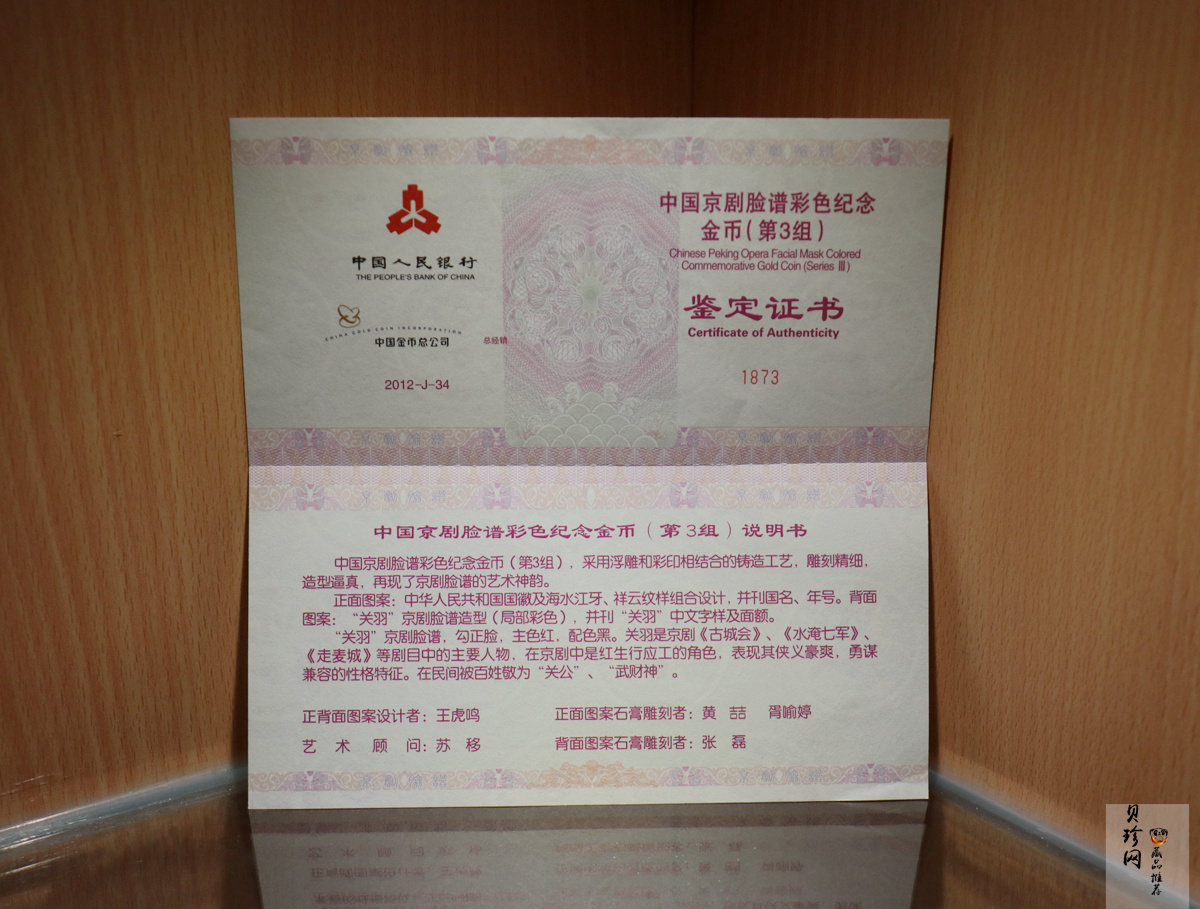 中国人民银行
THE PEOPLE'S BANK OF CHINA
CHINA GOLD COIN INCORPORATION
中国金币总公司 总经销
2012-J-34
中国京剧脸谱彩色纪念
金币（第3组）
Chinese Peking Opera Facial Mask Colored
Commemorative Gold Coin (Series Ⅲ)
鉴定证书
Certificate of Authenticity
1873
中国京剧脸谱彩色纪念金币（第3组）说明书
中国京剧脸谱彩色纪念金币（第3组），采用浮雕和彩印相结合的铸造工艺，雕刻精细，
造型逼真，再现了京剧脸谱的艺术神韵。
正面图案：中华人民共和国国徽及海水江牙、祥云纹样组合设计，并刊国名、年号。背面
图案：“关羽”京剧脸谱造型（局部彩色），并刊“关羽”中文字样及面额。
“关羽”京剧脸谱，勾正脸，主色红，配色黑。关羽是京剧《古城会》、《水淹七军》、
《走麦城》等剧目中的主要人物，在京剧中是红生行应工的角色，表现其侠义豪爽，勇谋
兼容的性格特征。在民间被百姓敬为“关公”、“武财神”。
正背面图案设计者：王虎鸣 正面图案石膏雕刻者：黄 喆 胥喻婷
艺 术 顾 问：苏 移 背面图案石膏雕刻者：张 磊
贝珍网
藏品推荐